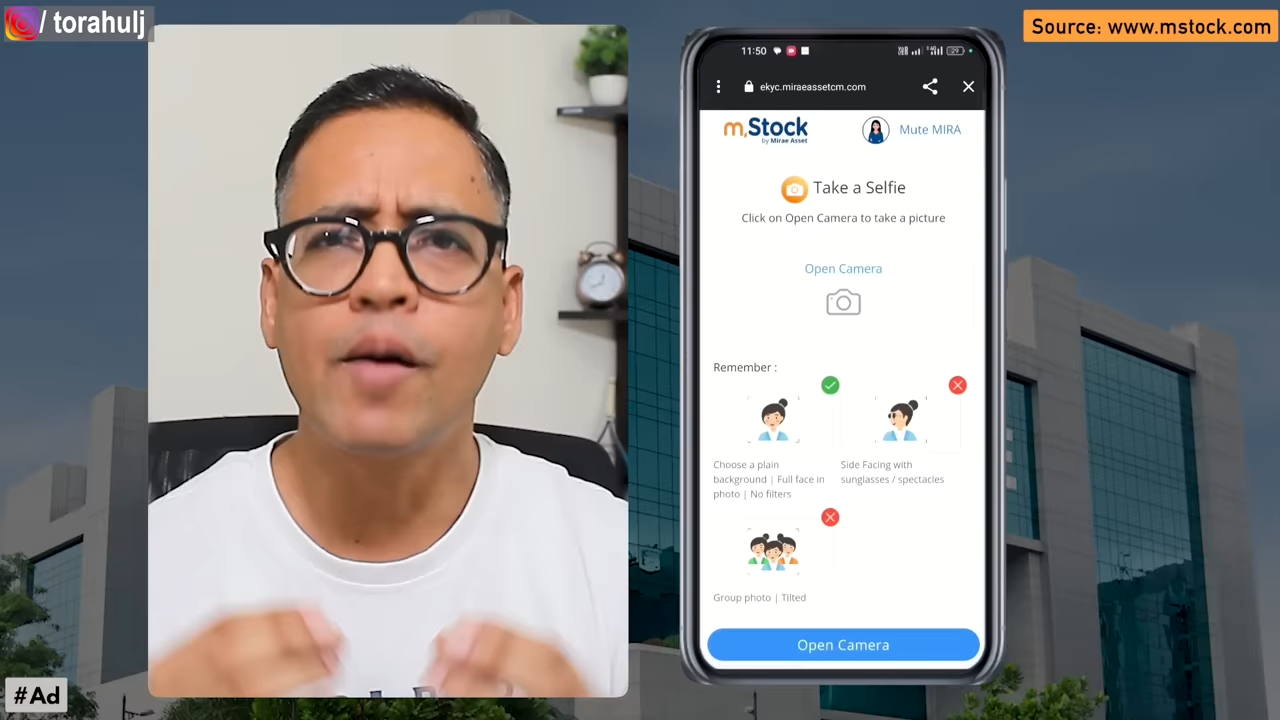 / torahulj
Source: www.mstock.com
11:50
29
ekyc.miraeassetcm.com
m.Stock
by Mirae Asset
Mute MIRA
Take a Selfie
Click on Open Camera to take a picture
Open Camera
Remember :
Choose a plain
background | Full face in
photo | No filters
Side Facing with
sunglasses / spectacles
Group photo | Tilted
Open Camera
#Ad